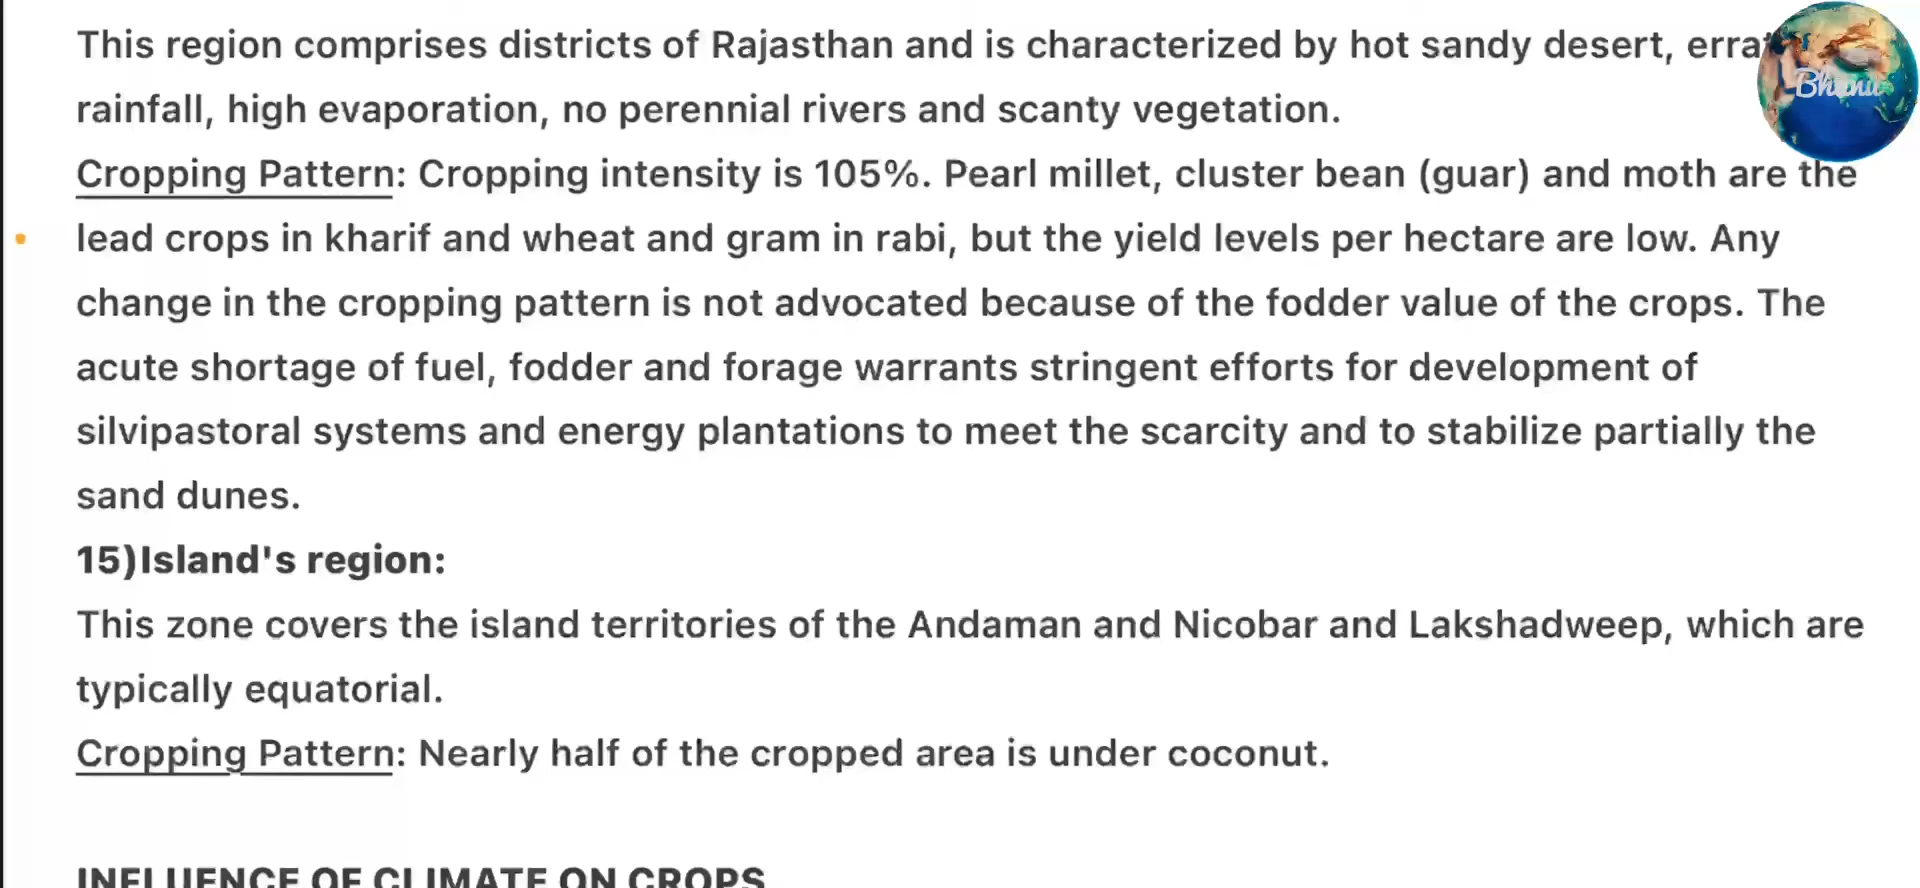 This region comprises districts of Rajasthan and is characterized by hot sandy desert,
rainfall, high evaporation, no perennial rivers and scanty vegetation.
Cropping Pattern: Cropping intensity is 105%. Pearl millet, cluster bean (guar) and moth are the
lead crops in kharif and wheat and gram in rabi, but the yield levels per hectare are low. Any
change in the cropping pattern is not advocated because of the fodder value of the crops. The
acute shortage of fuel, fodder and forage warrants stringent efforts for development of
silvipastoral systems and energy plantations to meet the scarcity and to stabilize partially the
sand dunes.
15)Island's region:
This zone covers the island territories of the Andaman and Nicobar and Lakshadweep, which are
typically equatorial.
Cropping Pattern: Nearly half of the cropped area is under coconut.
INFLUENCE OF CLIMATE ON CROPS